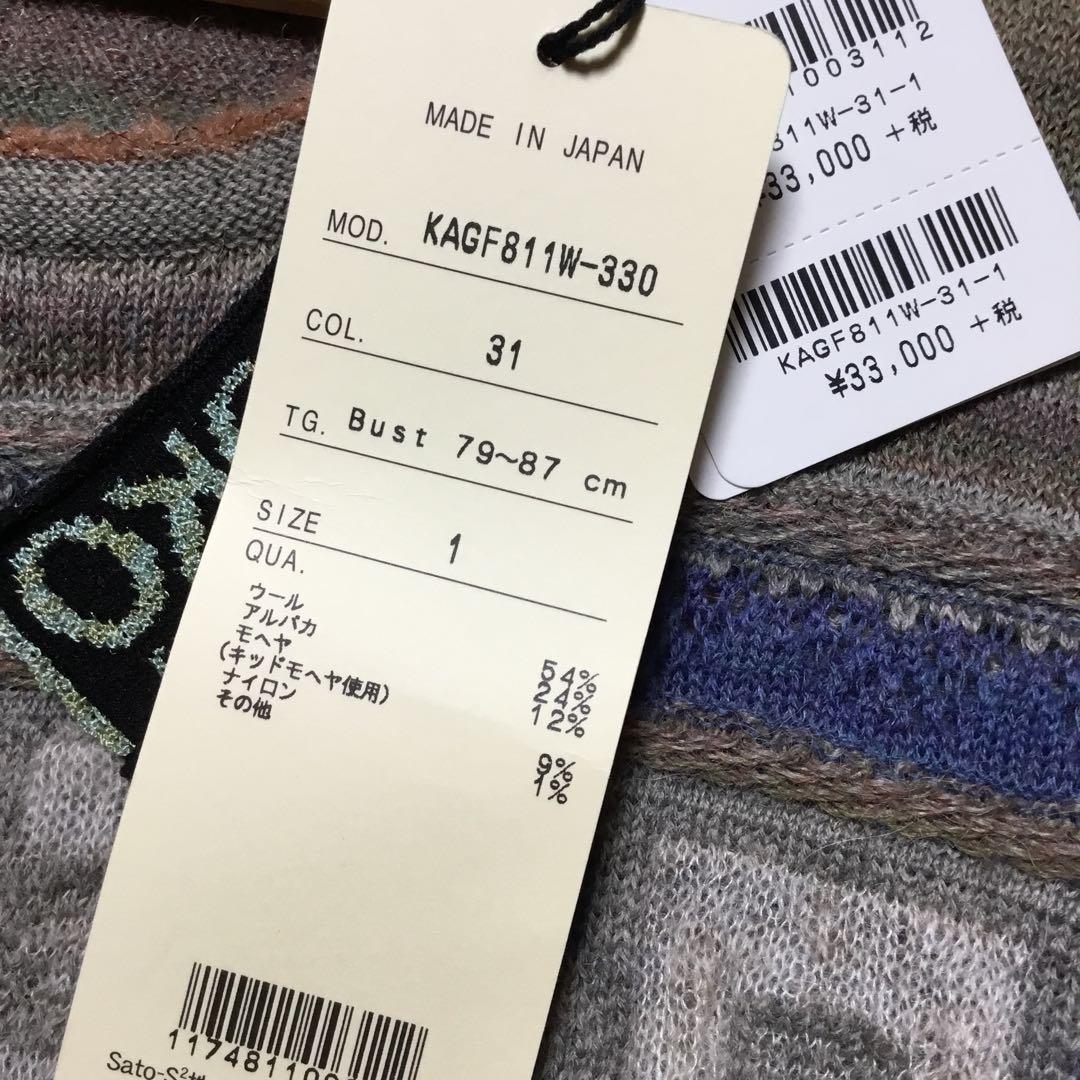 MADE IN JAPAN
MOD. KAGF811W-330
COL. 31
TG. Bust 79~87 cm
SIZE 1
QUA.
ウール 54%
アルパカ 24%
モヘヤ 12%
(キッドモヘヤ使用)
ナイロン 9%
その他 1%
1003112
811W-31-1
¥33,000 +税
KAGF811W-31-1
¥33,000 +税